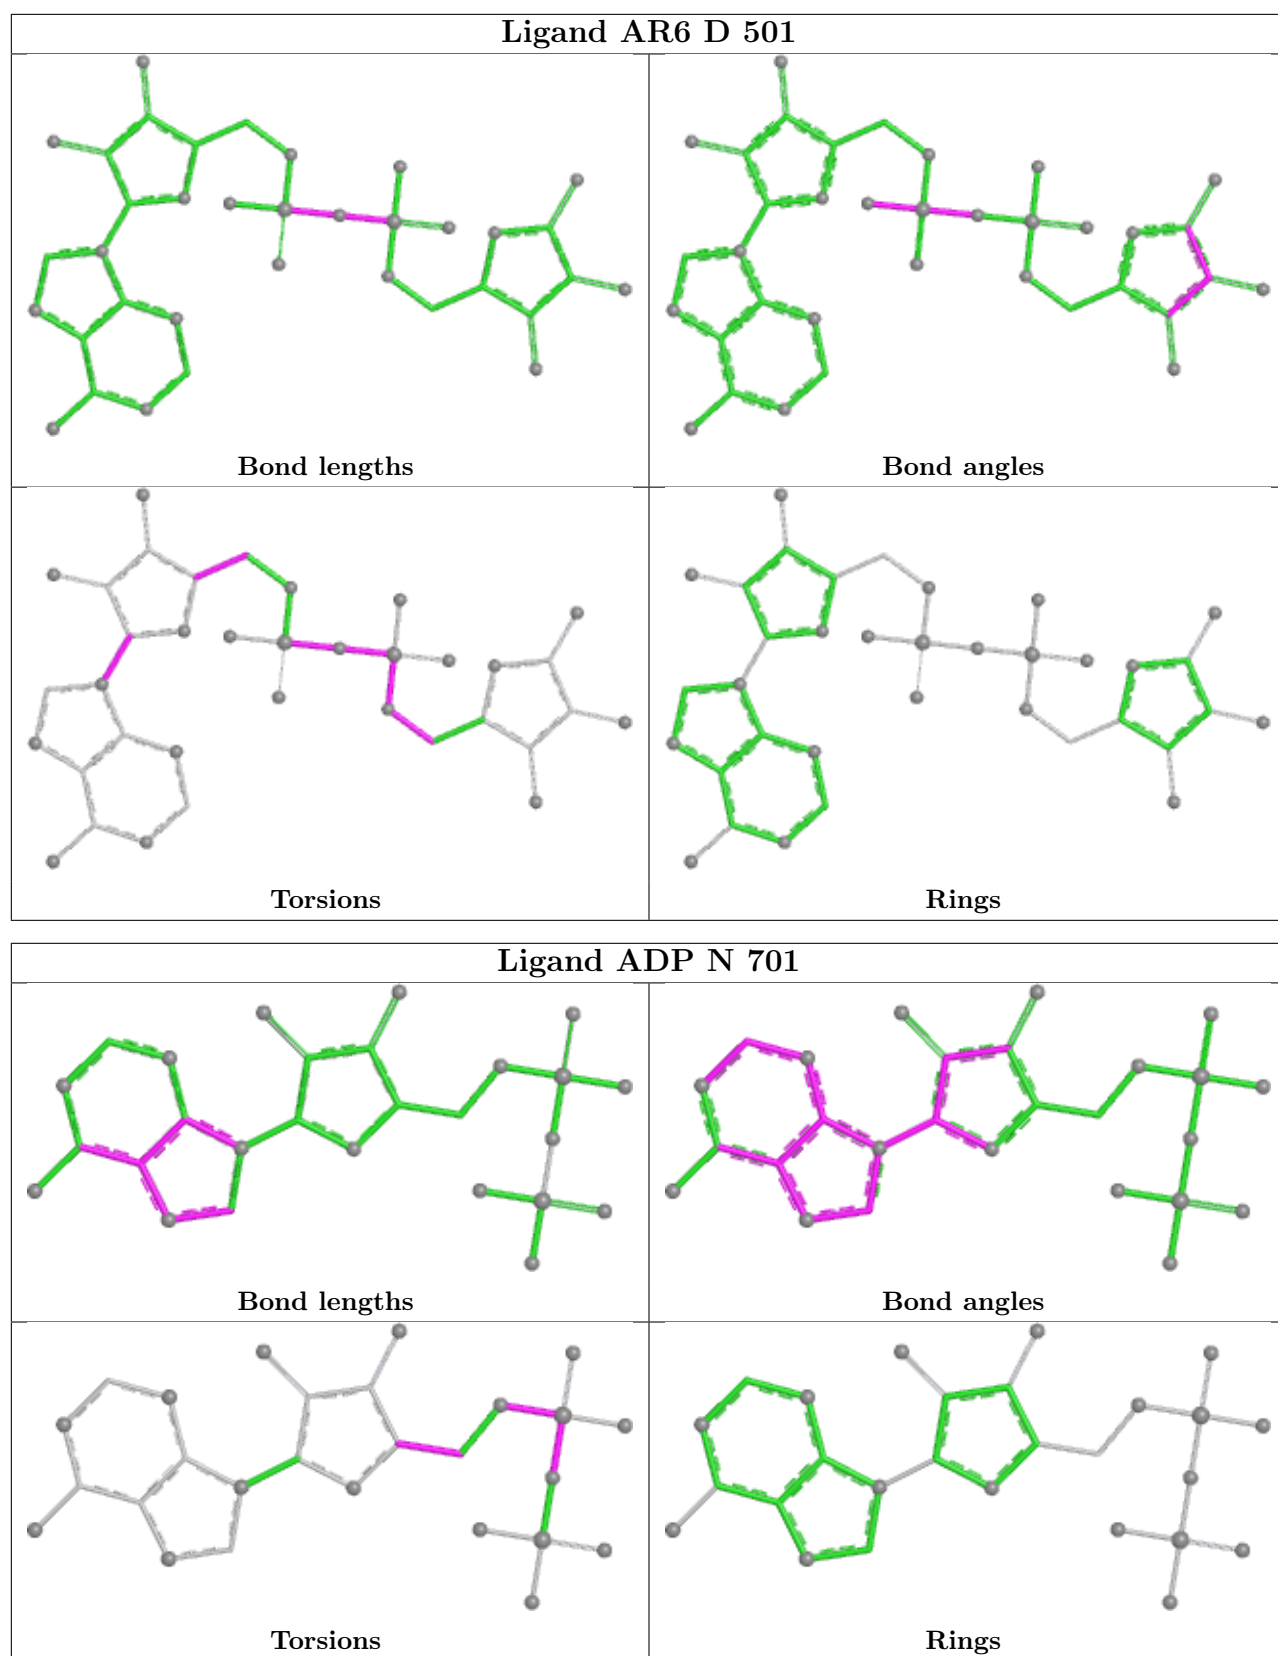 Ligand AR6 D 501
Bond lengths
Bond angles
Torsions
Rings
Ligand ADP N 701
Bond lengths
Bond angles
Torsions
Rings